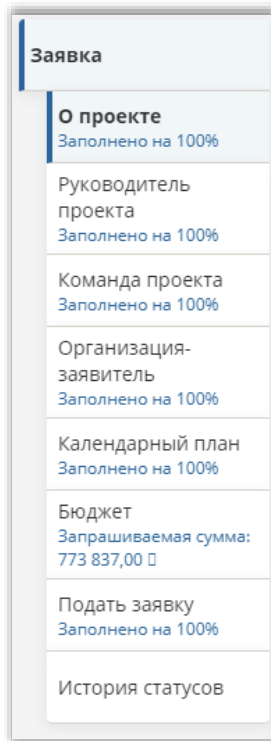 Заявка
О проекте
Заполнено на 100%
Руководитель
проекта
Заполнено на 100%
Команда проекта
Заполнено на 100%
Организация-
заявитель
Заполнено на 100%
Календарный план
Заполнено на 100%
Бюджет
Запрашиваемая сумма:
773 837,00 ▯
Подать заявку
Заполнено на 100%
История статусов